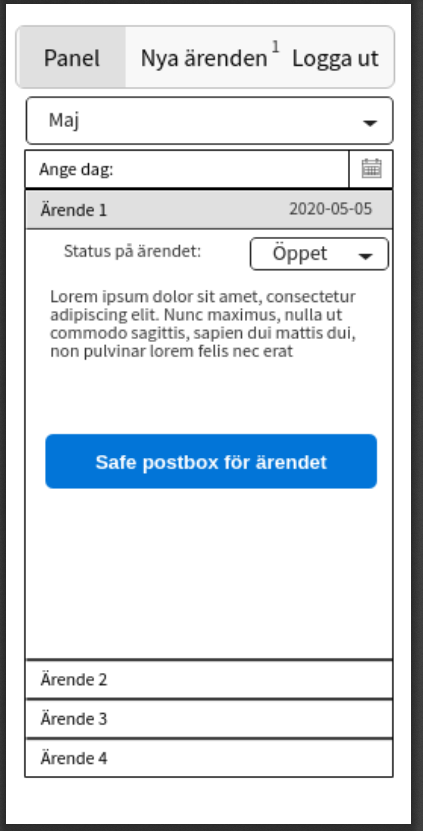 Panel Nya ärenden 1 Logga ut
Maj
Ange dag:
Ärende 1 2020-05-05
Status på ärendet: Öppet
Lorem ipsum dolor sit amet, consectetur
adipiscing elit. Nunc maximus, nulla ut
commodo sagittis, sapien dui mattis dui,
non pulvinar lorem felis nec erat
Safe postbox för ärendet
Ärende 2
Ärende 3
Ärende 4